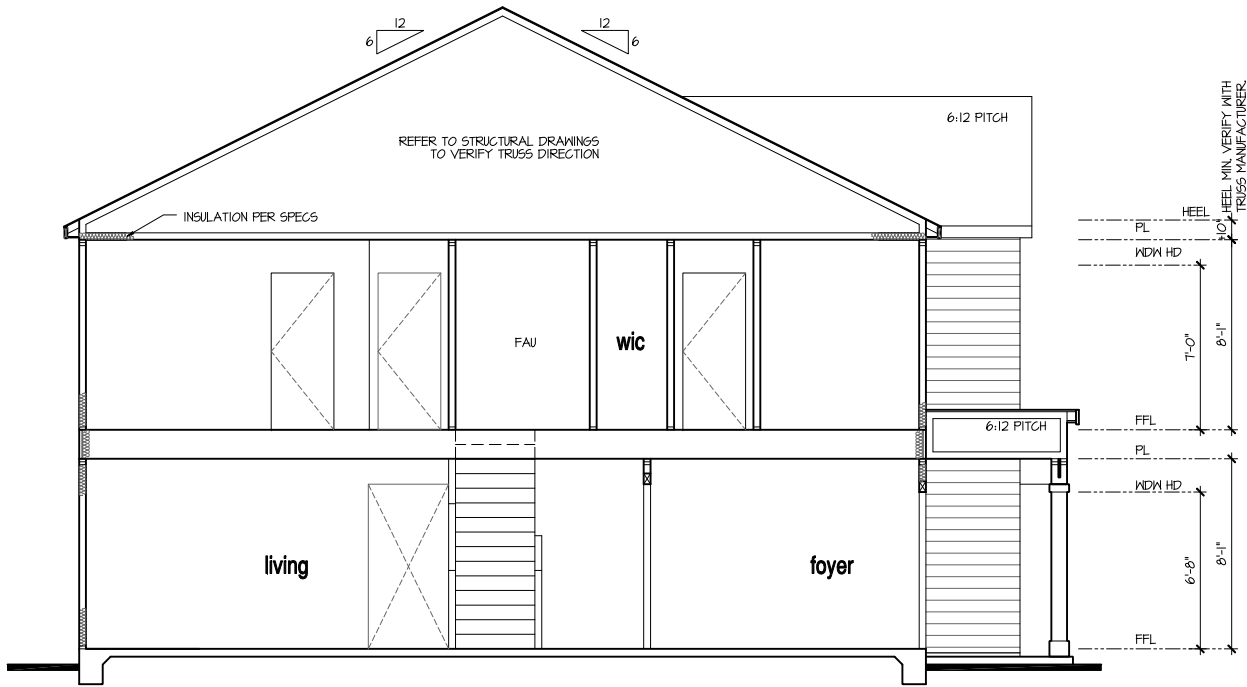 12
6
12
6
6:12 PITCH
REFER TO STRUCTURAL DRAWINGS
TO VERIFY TRUSS DIRECTION
HEEL MIN. VERIFY WITH
TRUSS MANUFACTURER.
INSULATION PER SPECS
HEEL
PL
WDW HD
FAU
wic
7'-0"
8'-1"
FFL
6:12 PITCH
PL
WDW HD
living
foyer
6'-8"
8'-1"
FFL